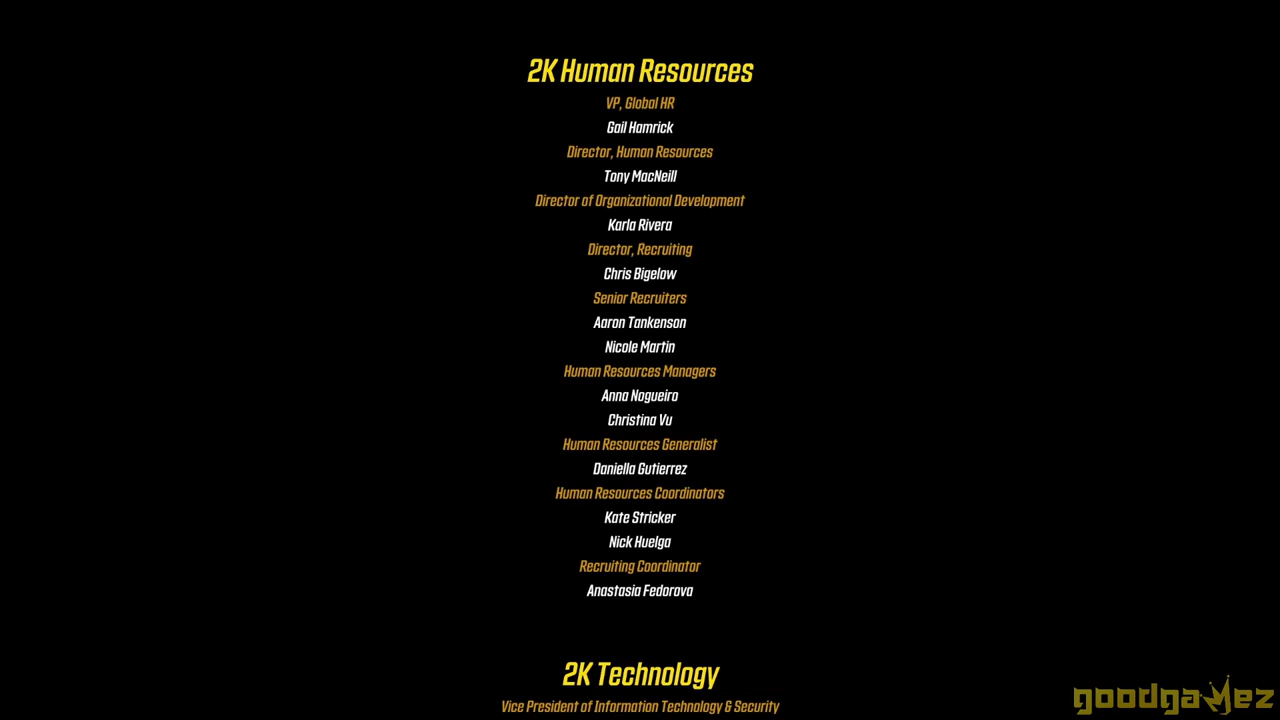 2K Human Resources
VP, Global HR
Gail Hamrick
Director, Human Resources
Tony MacNeill
Director of Organizational Development
Karla Rivera
Director, Recruiting
Chris Bigelow
Senior Recruiters
Aaron Tankenson
Nicole Martin
Human Resources Managers
Anna Nogueiro
Christina Vu
Human Resources Generalist
Daniella Gutierrez
Human Resources Coordinators
Kate Stricker
Nick Huelga
Recruiting Coordinator
Anastasia Fedorova
2K Technology
Vice President of Information Technology & Security
goodgamez